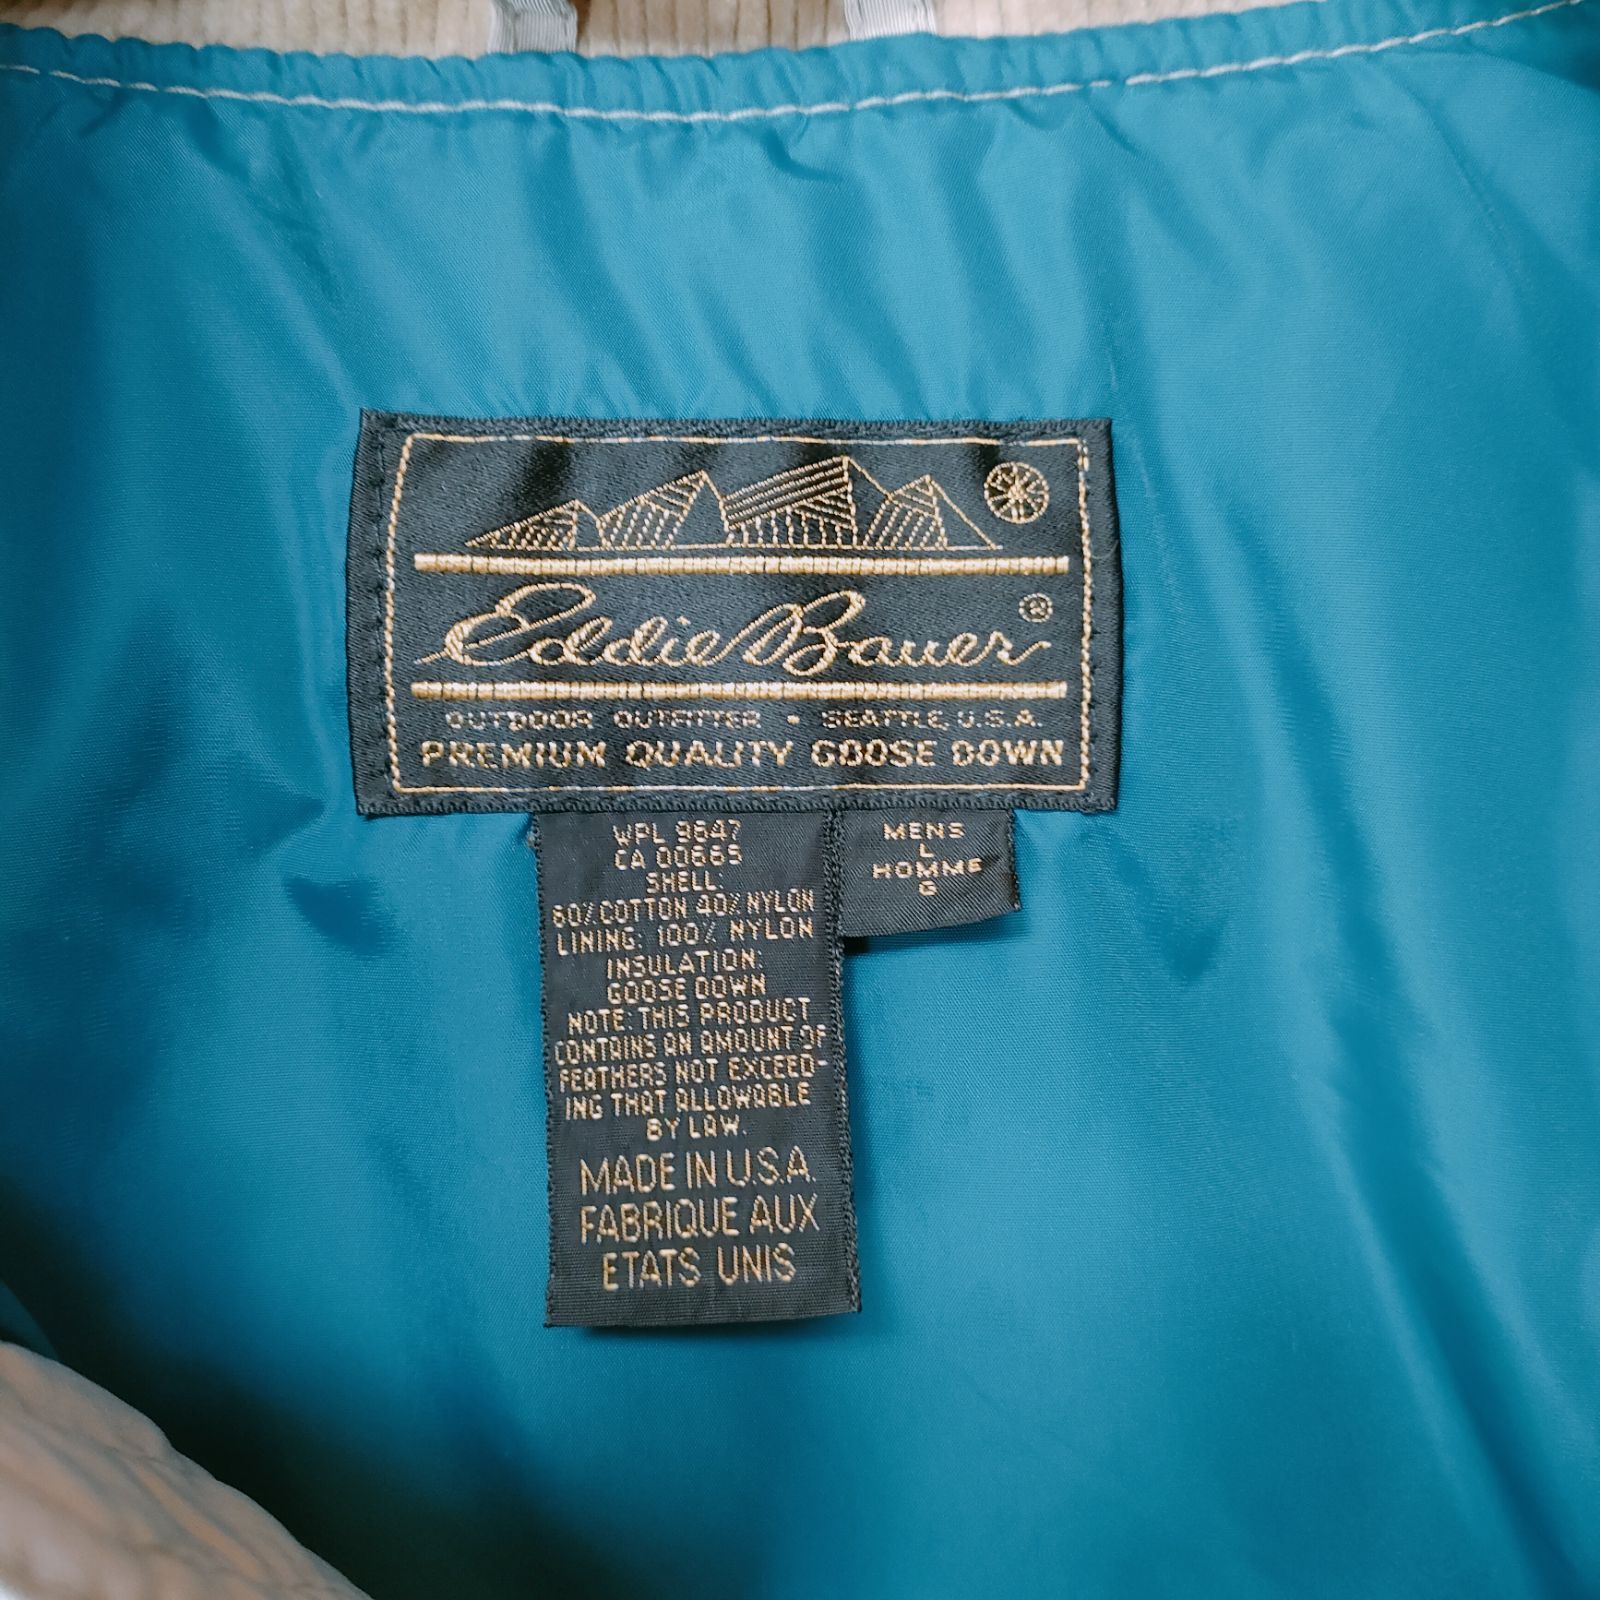 Eddie Bauer ®
OUTDOOR OUTFITTER • SEATTLE, U.S.A.
PREMIUM QUALITY GOOSE DOWN
WPL 9647
CA 00665
SHELL:
60% COTTON 40% NYLON
LINING: 100% NYLON
INSULATION:
GOOSE DOWN
NOTE: THIS PRODUCT
CONTAINS AN AMOUNT OF
FEATHERS NOT EXCEED-
ING THAT ALLOWABLE
BY LAW.
MADE IN U.S.A.
FABRIQUE AUX
ETATS UNIS
MENS
L
HOMME
G